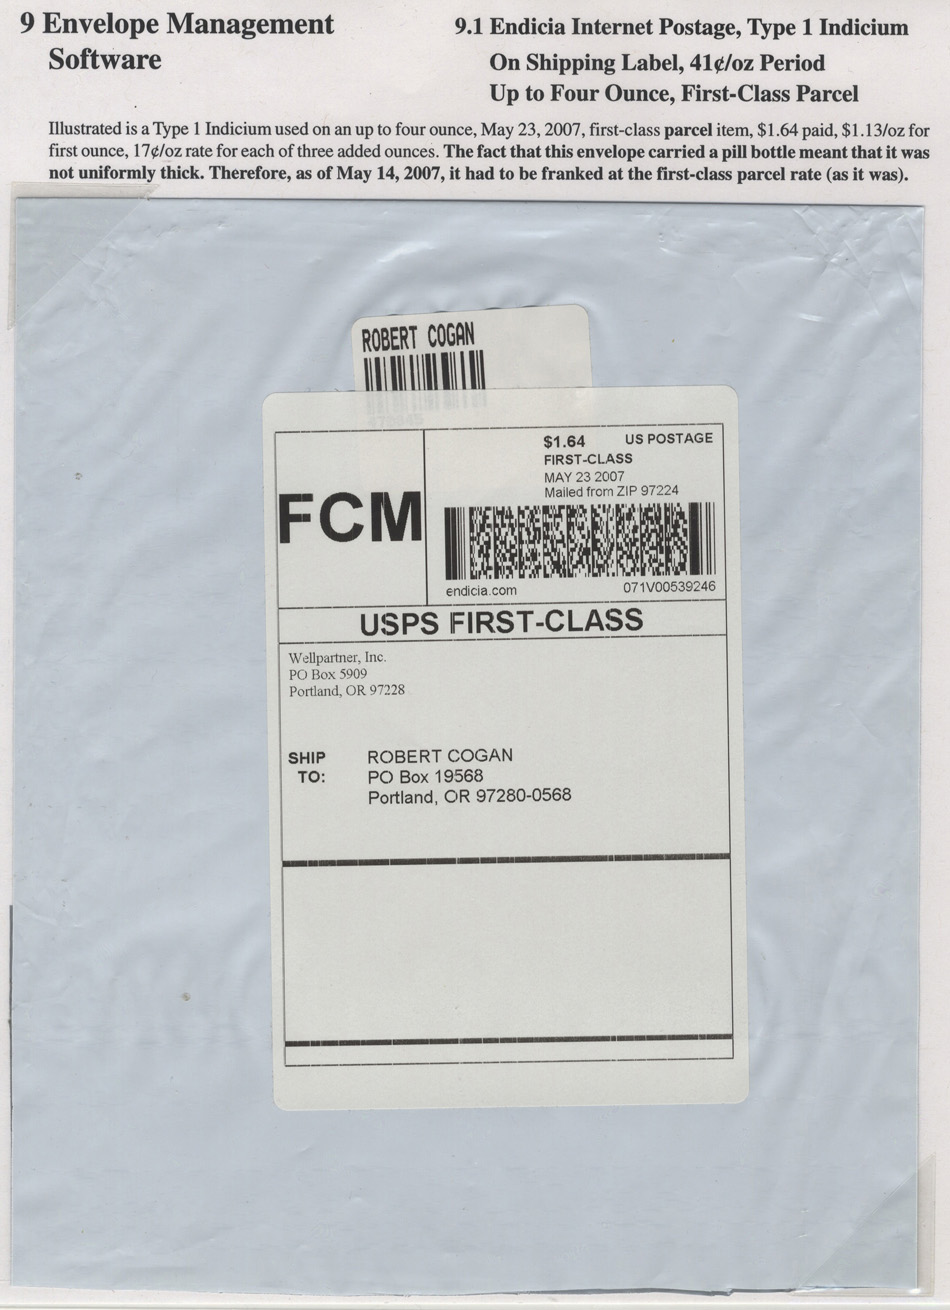 9 Envelope Management
Software
9.1 Endicia Internet Postage, Type 1 Indicium
On Shipping Label, 41¢/oz Period
Up to Four Ounce, First-Class Parcel
Illustrated is a Type 1 Indicium used on an up to four ounce, May 23, 2007, first-class parcel item, $1.64 paid, $1.13/oz for
first ounce, 17¢/oz rate for each of three added ounces. The fact that this envelope carried a pill bottle meant that it was
not uniformly thick. Therefore, as of May 14, 2007, it had to be franked at the first-class parcel rate (as it was).
ROBERT COGAN
$1.64 US POSTAGE
FIRST-CLASS
MAY 23 2007
Mailed from ZIP 97224
FCM
endicia.com 071V00539246
USPS FIRST-CLASS
Wellpartner, Inc.
PO Box 5909
Portland, OR 97228
SHIP
TO:
ROBERT COGAN
PO Box 19568
Portland, OR 97280-0568